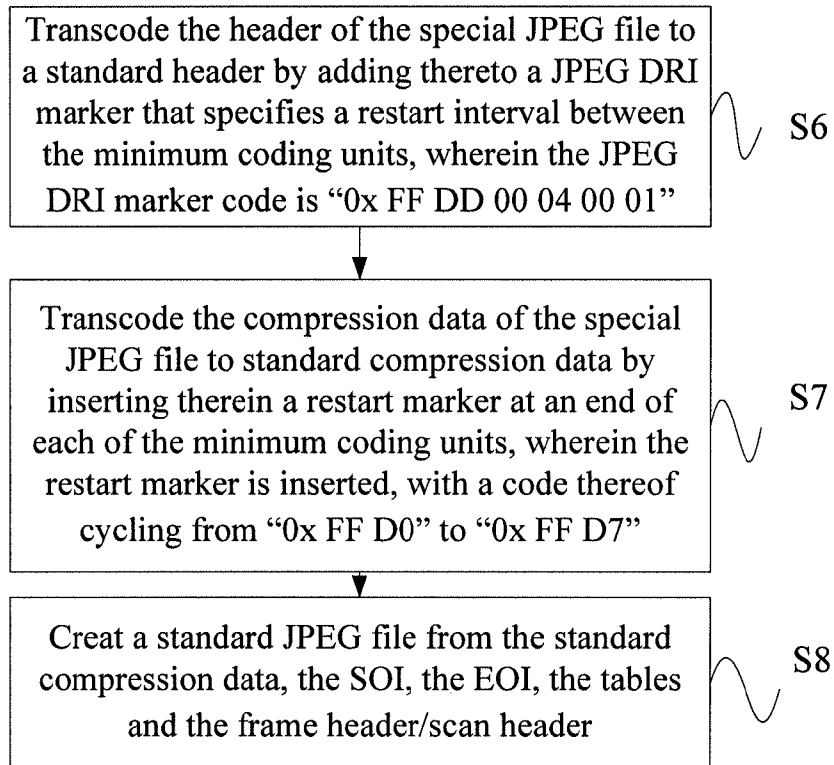 Transcode the header of the special JPEG file to
a standard header by adding thereto a JPEG DRI
marker that specifies a restart interval between
the minimum coding units, wherein the JPEG
DRI marker code is “0x FF DD 00 04 00 01”
S6
Transcode the compression data of the special
JPEG file to standard compression data by
inserting therein a restart marker at an end of
each of the minimum coding units, wherein the
restart marker is inserted, with a code thereof
cycling from “0x FF D0” to “0x FF D7”
S7
Creat a standard JPEG file from the standard
compression data, the SOI, the EOI, the tables
and the frame header/scan header
S8